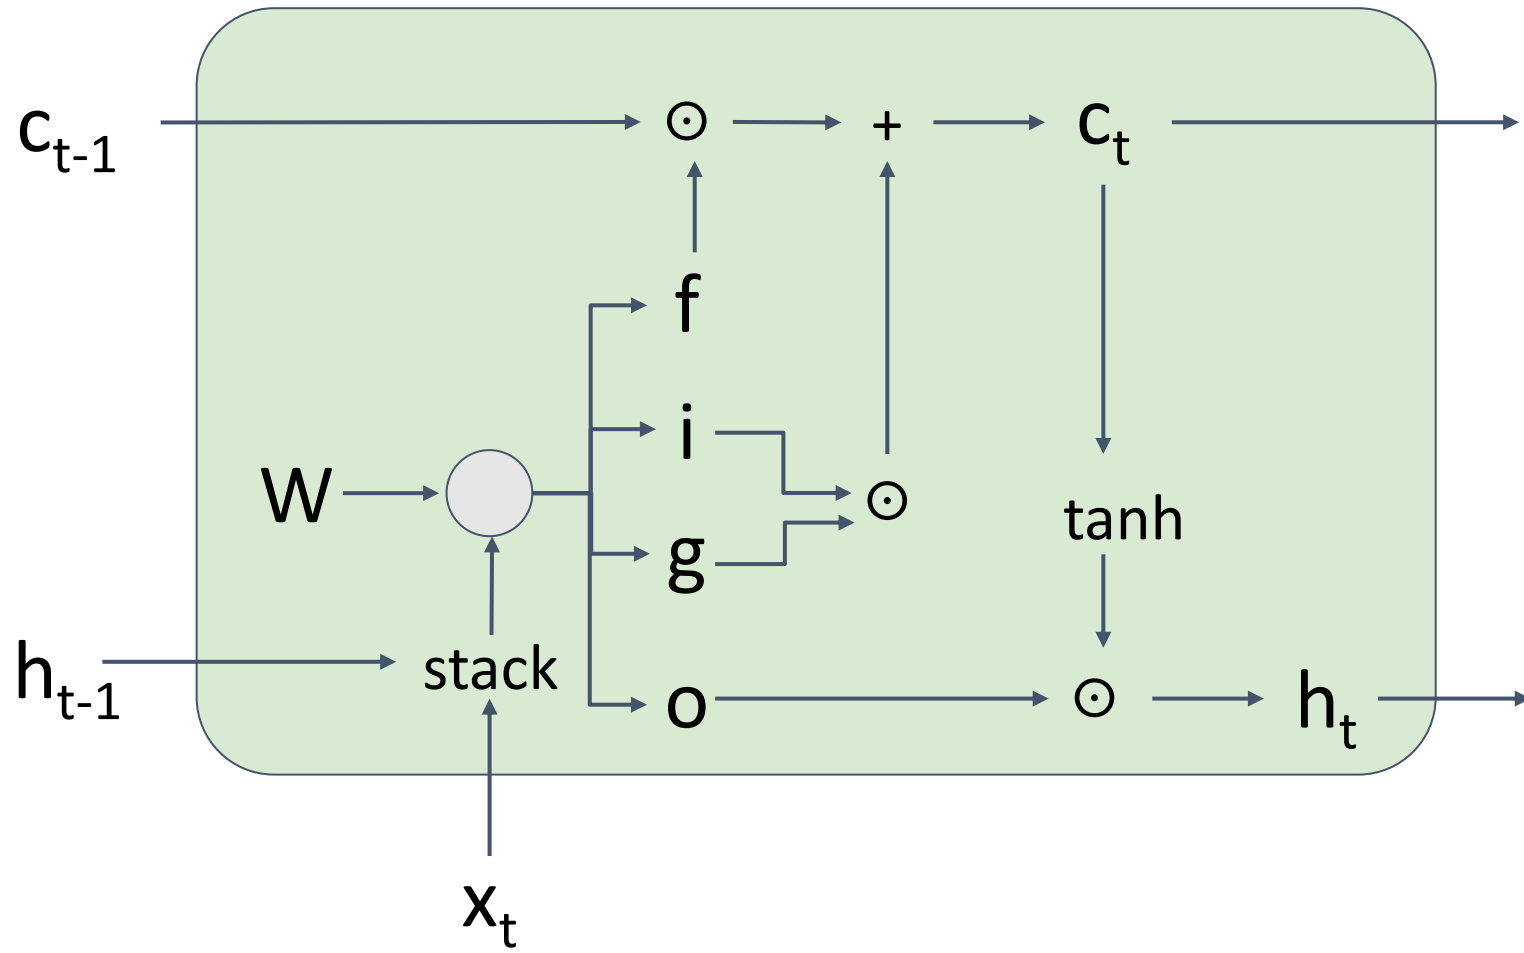 c_{t-1} ⊙ + c_t
f
i
W ⊙ tanh
g
h_{t-1} stack
o ⊙ h_t
x_t